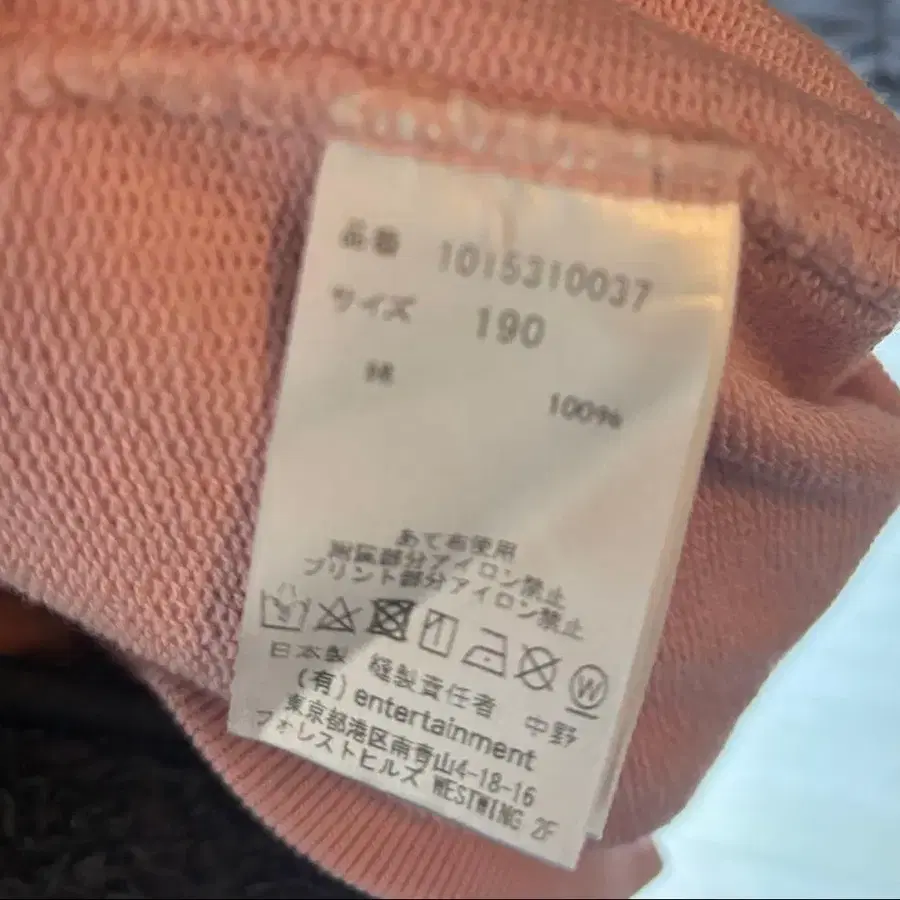 品番 1015310037
サイズ 190
綿 100%
あて布使用
附属部分アイロン禁止
プリント部分アイロン禁止
W
日本製 縫製責任者 中野
(有) entertainment
東京都港区南青山4-18-16
フォレストヒルズ WESTWING 2F